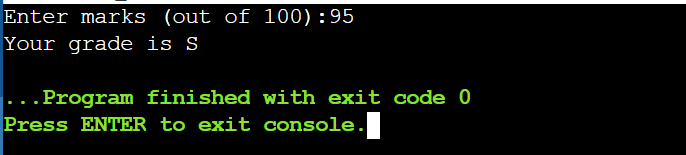 Enter marks (out of 100):95
Your grade is S
...Program finished with exit code 0
Press ENTER to exit console.